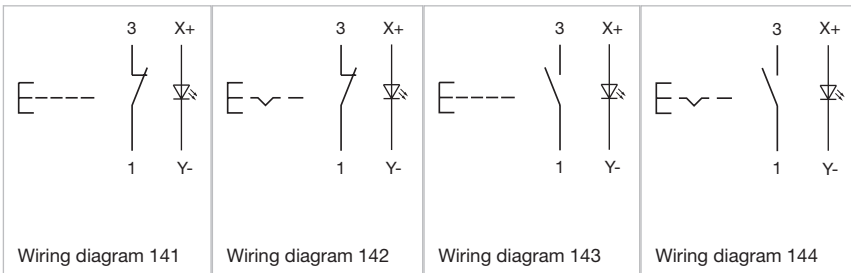 3 X+
1 Y-
Wiring diagram 141
3 X+
1 Y-
Wiring diagram 142
3 X+
1 Y-
Wiring diagram 143
3 X+
1 Y-
Wiring diagram 144